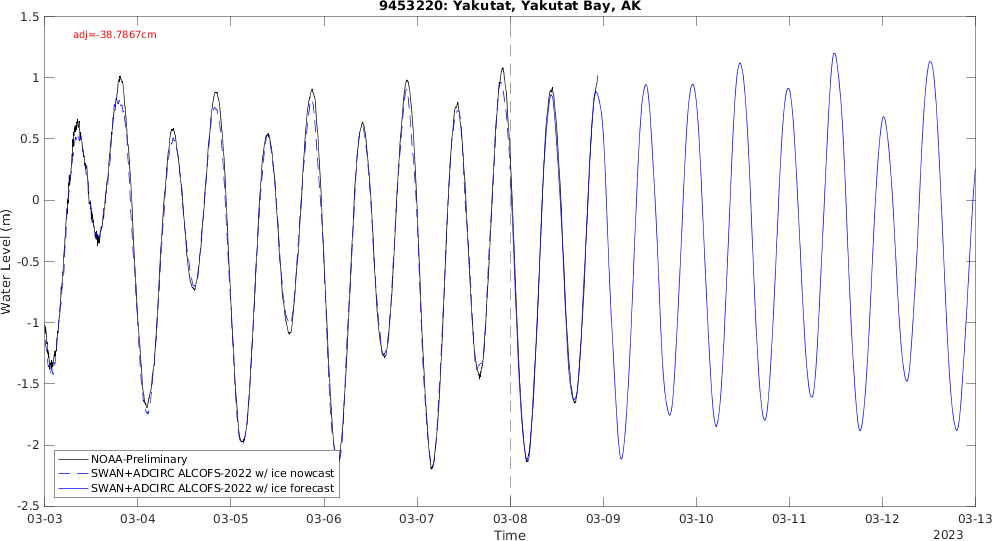 9453220: Yakutat, Yakutat Bay, AK
adj=-38.7867cm
1.5
1
0.5
0
-0.5
-1
-1.5
-2
-2.5
Water Level (m)
NOAA-Preliminary
SWAN+ADCIRC ALCOFS-2022 w/ ice nowcast
SWAN+ADCIRC ALCOFS-2022 w/ ice forecast
03-03 03-04 03-05 03-06 03-07 03-08 03-09 03-10 03-11 03-12 03-13
Time
2023